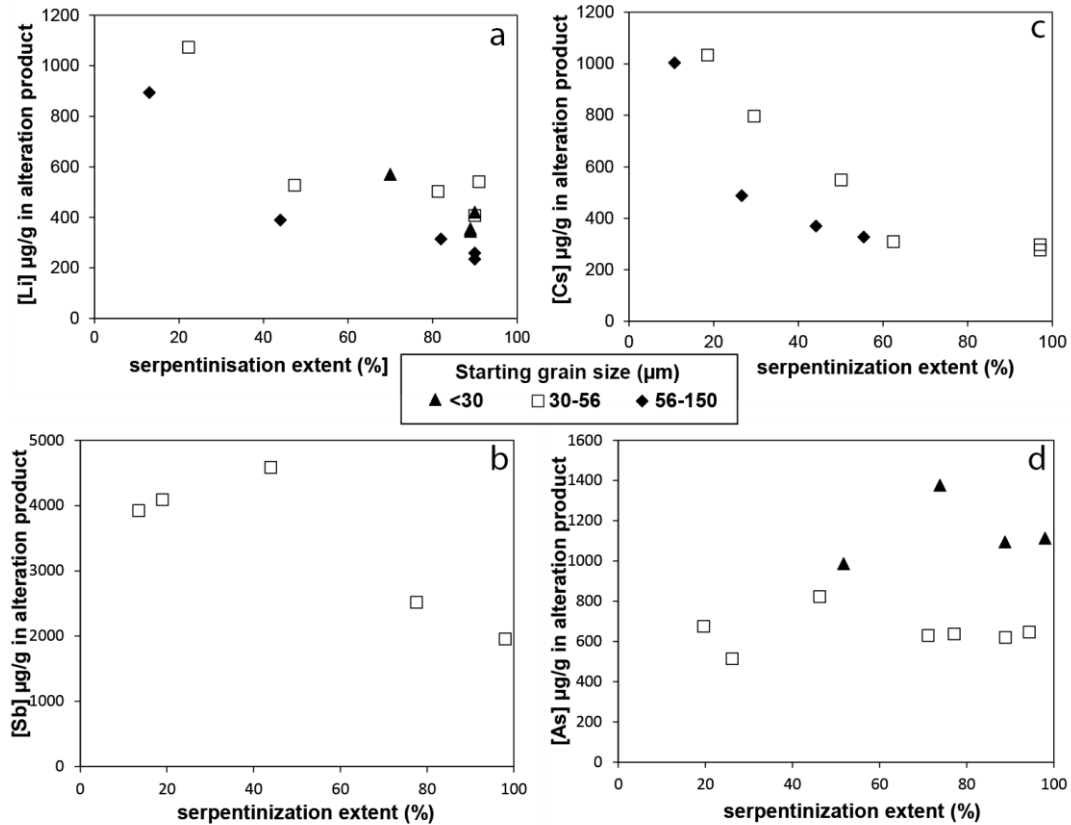 a
1200
1000
800
600
400
200
0
0 20 40 60 80 100
[Li] µg/g in alteration product
serpentinisation extent (%]
c
1200
1000
800
600
400
200
0
0 20 40 60 80 100
[Cs] µg/g in alteration product
serpentinization extent (%)
Starting grain size (µm)
<30 30-56 56-150
b
5000
4000
3000
2000
1000
0
0 20 40 60 80 100
[Sb] µg/g in alteration product
serpentinization extent (%)
d
1600
1400
1200
1000
800
600
400
200
0
0 20 40 60 80 100
[As] µg/g in alteration product
serpentinization extent (%)